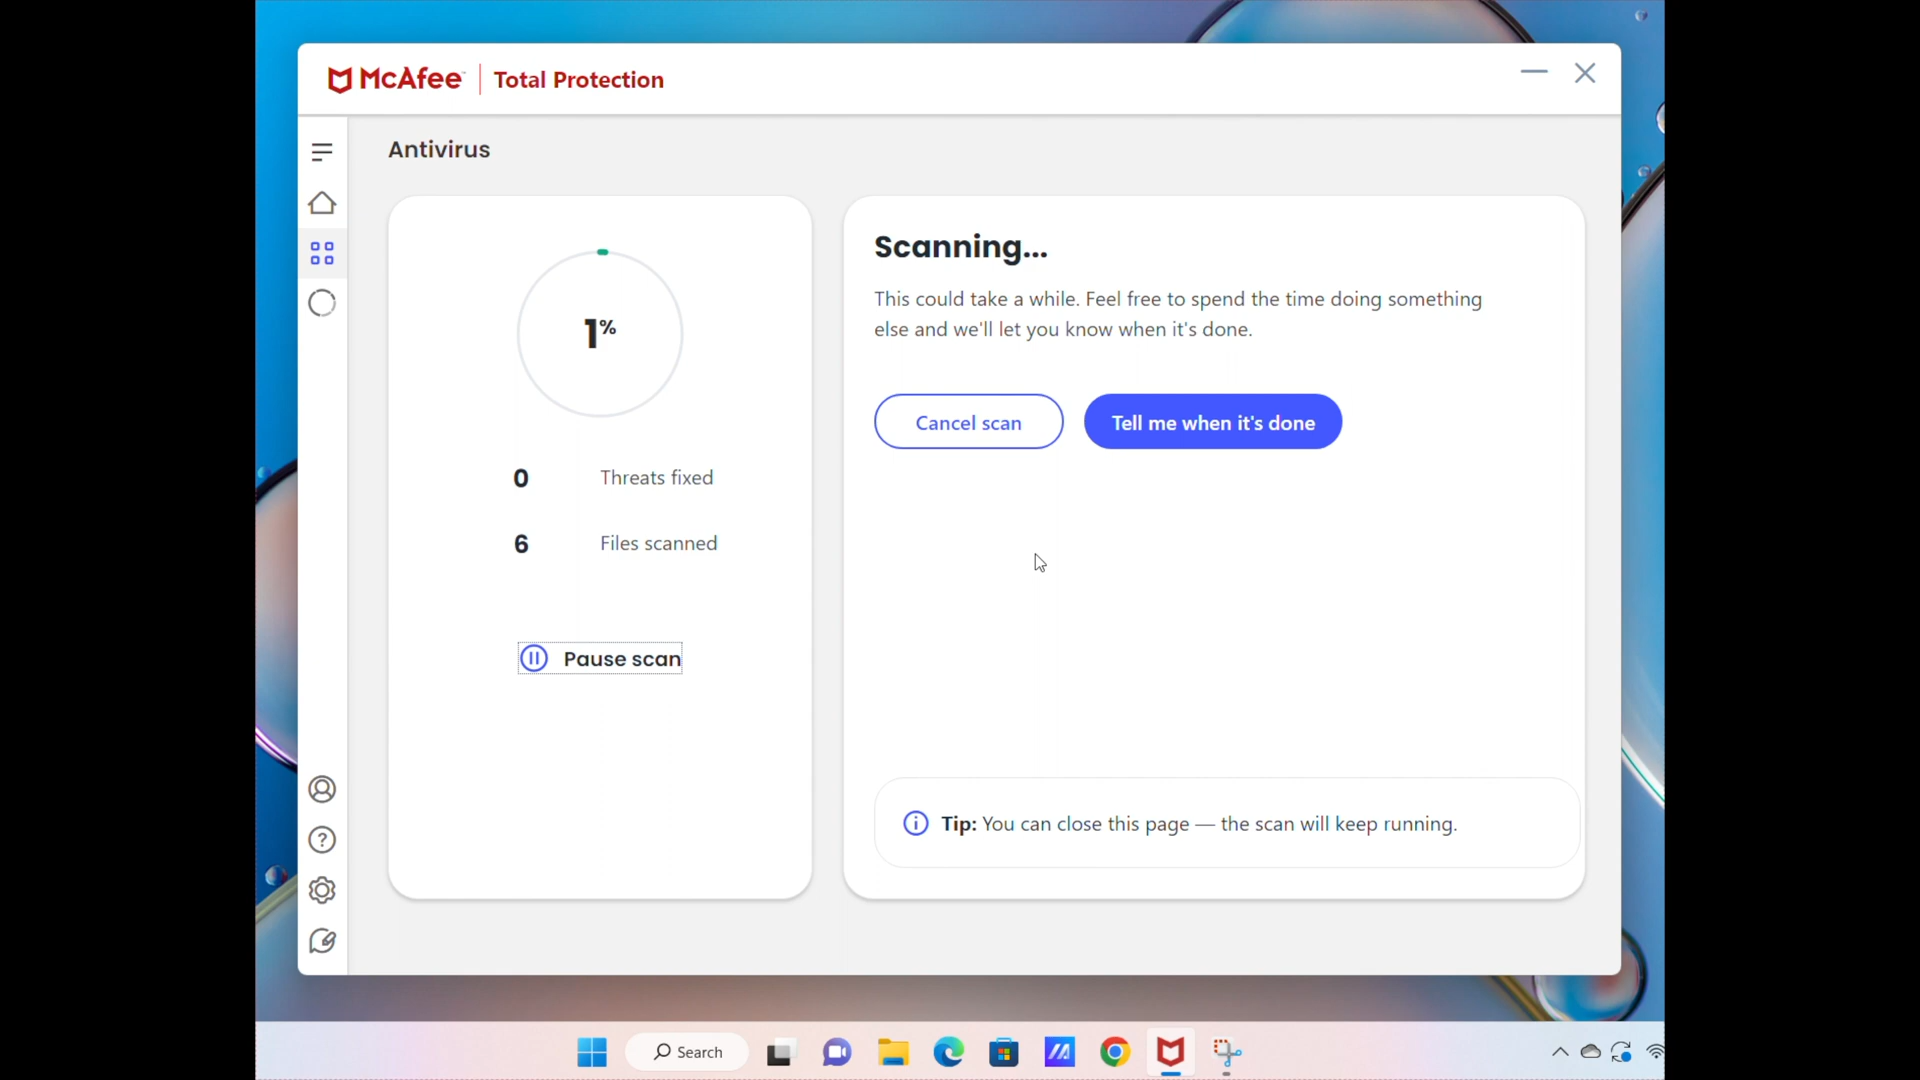 McAfee Total Protection
Antivirus
1%
0 Threats fixed
6 Files scanned
Pause scan
Scanning...
This could take a while. Feel free to spend the time doing something
else and we'll let you know when it's done.
Cancel scan
Tell me when it's done
Tip: You can close this page — the scan will keep running.
Search